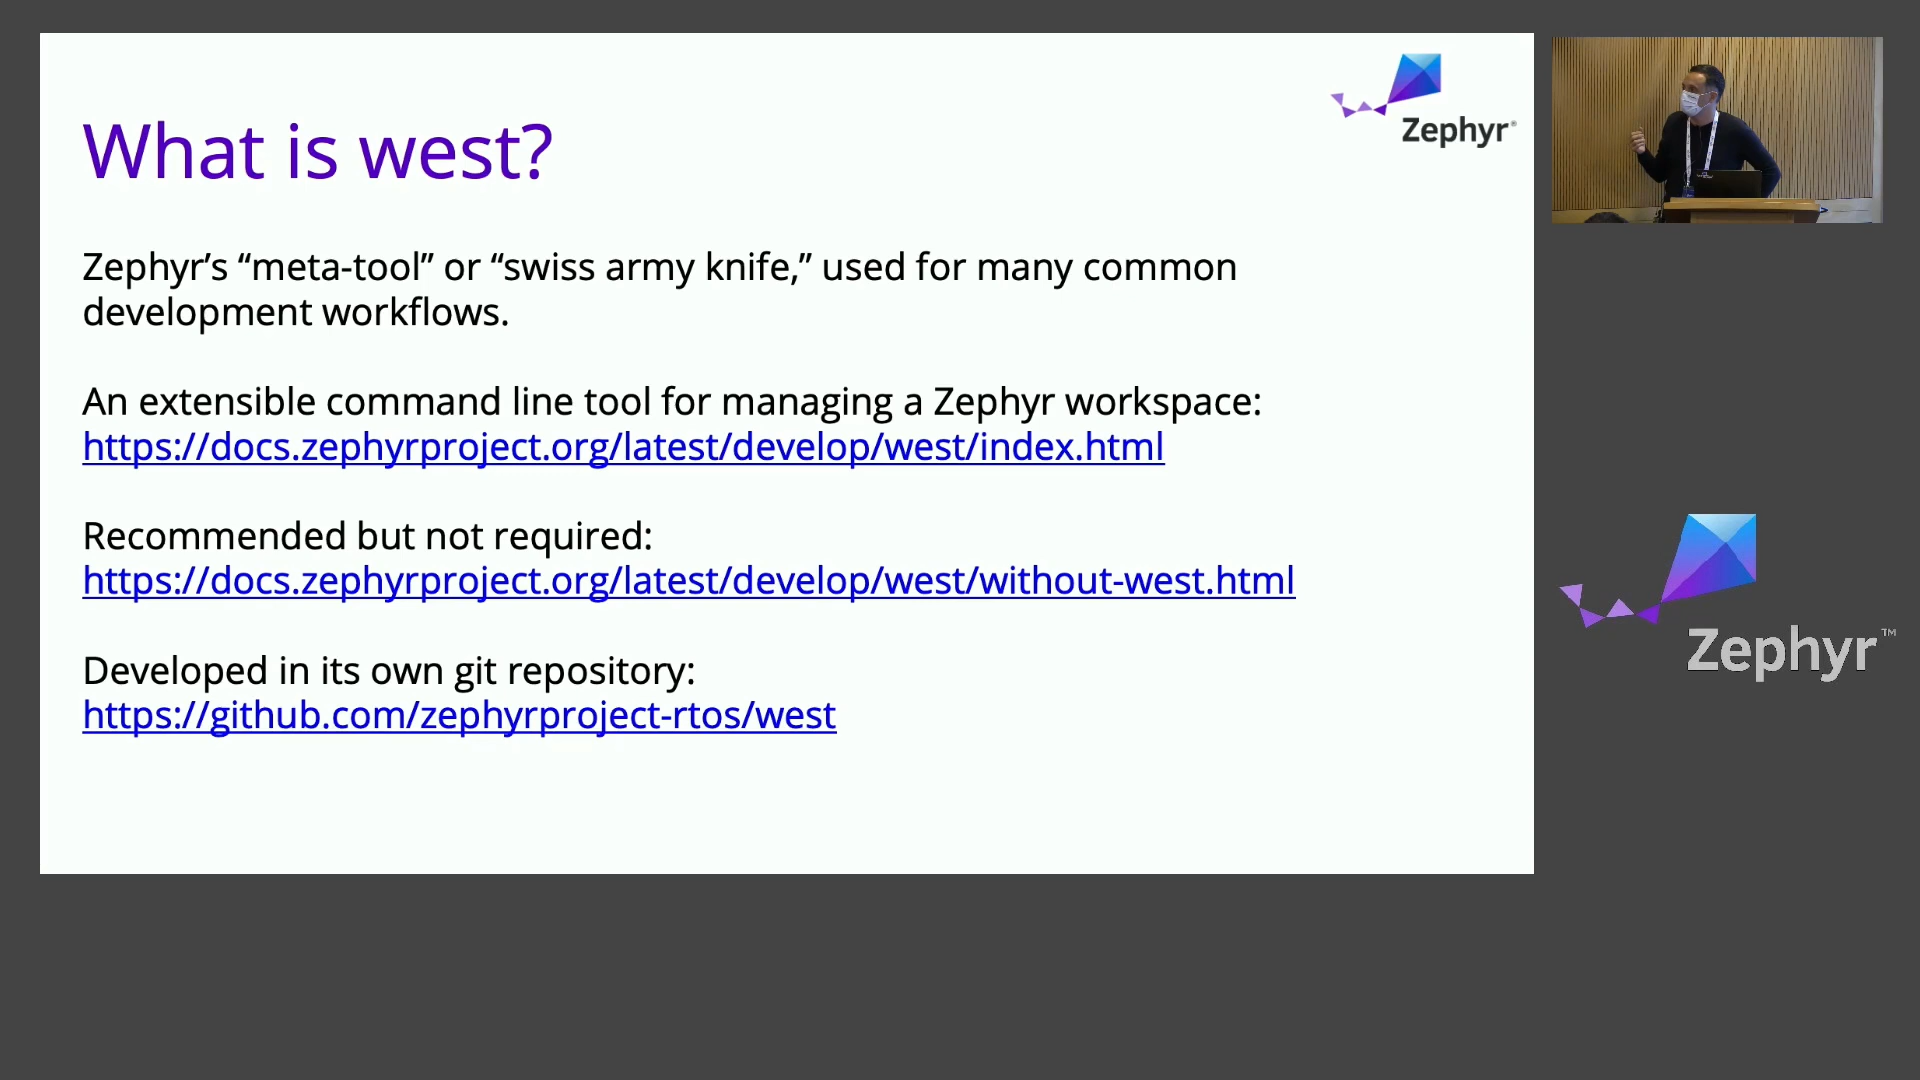 What is west?
Zephyr®
Zephyr’s “meta-tool” or “swiss army knife,” used for many common
development workflows.
An extensible command line tool for managing a Zephyr workspace:
https://docs.zephyrproject.org/latest/develop/west/index.html
Recommended but not required:
https://docs.zephyrproject.org/latest/develop/west/without-west.html
Developed in its own git repository:
https://github.com/zephyrproject-rtos/west
Zephyr™